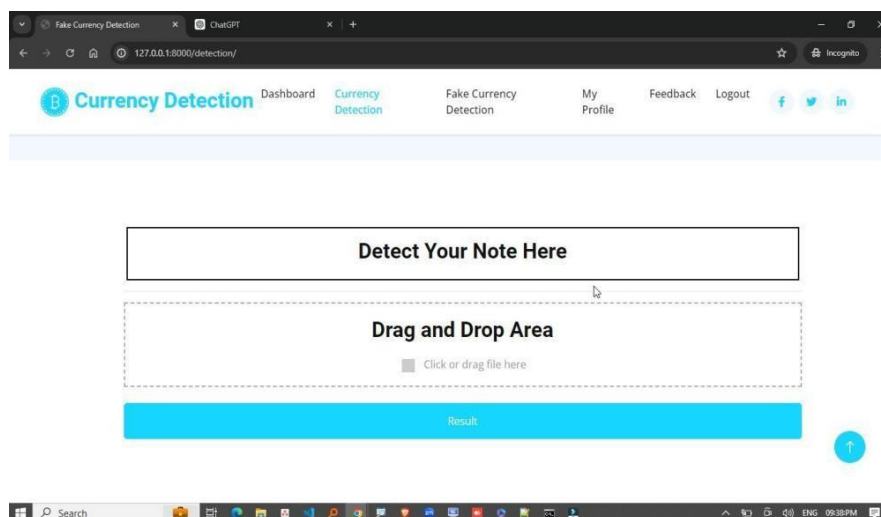 Fake Currency Detection
ChatGPT
127.0.0.1:8000/detection/
Incognito
Currency Detection
Dashboard
Currency
Detection
Fake Currency
Detection
My
Profile
Feedback
Logout
Detect Your Note Here
Drag and Drop Area
Click or drag file here
Result
Search
ENG 09:38PM